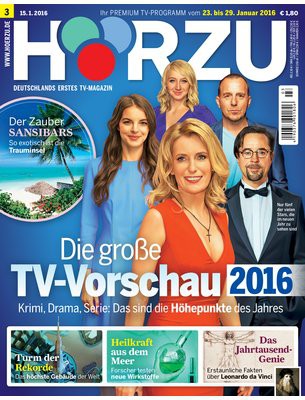 3
15.1.2016
Ihr PREMIUM TV-PROGRAMM vom 23. bis 29. Januar 2016
€ 1,80
WWW.HOERZU.DE
HÖRZU
DEUTSCHLANDS ERSTES TV-MAGAZIN
Der Zauber
SANSIBARS
So exotisch ist die
Trauminsel
Nur fünf
der vielen
Stars, die
im neuen
Jahr zu
sehen sind
Die große
TV-Vorschau 2016
Krimi, Drama, Serie: Das sind die Höhepunkte des Jahres
Turm der
Rekorde
Das höchste Gebäude der Welt
Heilkraft
aus dem
Meer
Forscher testen
neue Wirkstoffe
Das
Jahrtausend-
Genie
Erstaunliche Fakten
über Leonardo da Vinci